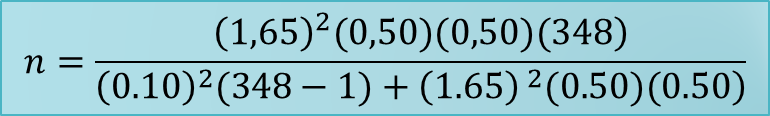 n = (1,65)²(0,50)(0,50)(348)
(0.10)²(348 − 1) + (1.65) ²(0.50)(0.50)